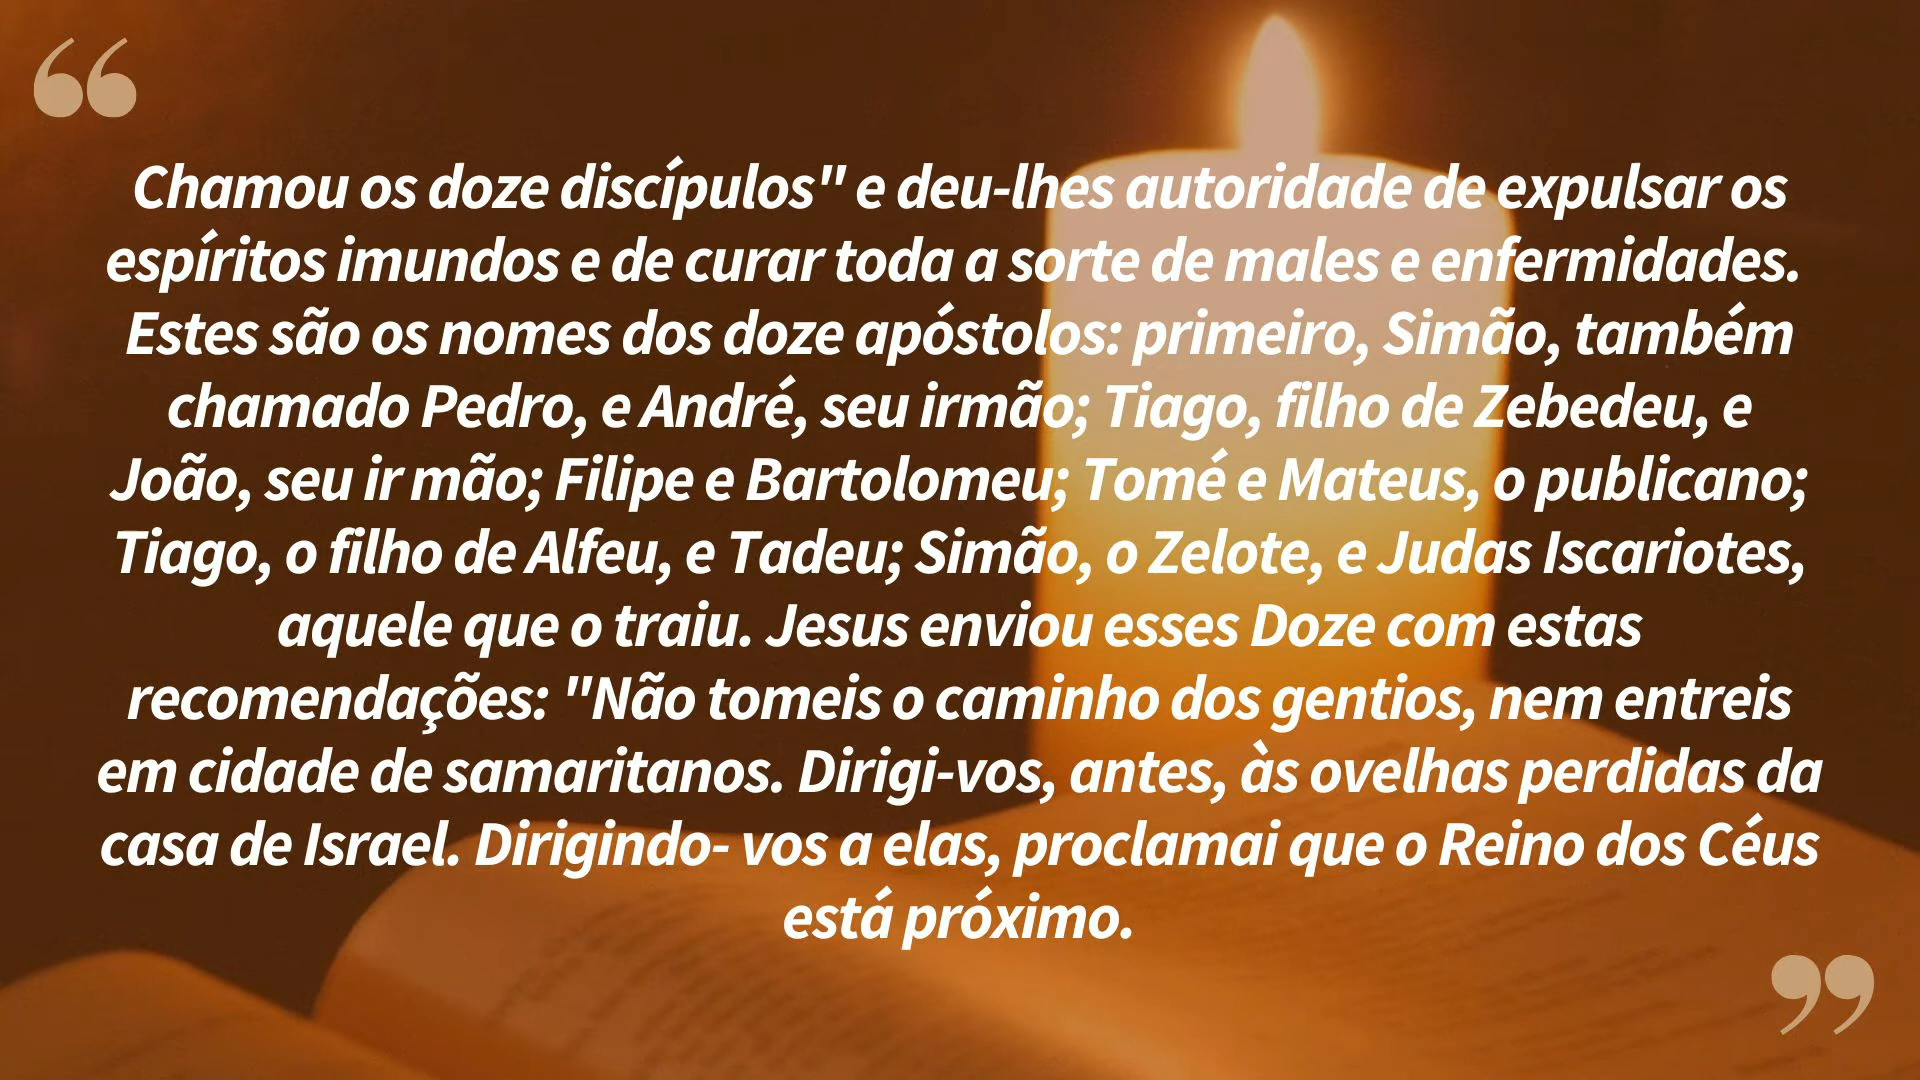 Chamou os doze discípulos" e deu-lhes autoridade de expulsar os
espíritos imundos e de curar toda a sorte de males e enfermidades.
Estes são os nomes dos doze apóstolos: primeiro, Simão, também
chamado Pedro, e André, seu irmão; Tiago, filho de Zebedeu, e
João, seu ir mão; Filipe e Bartolomeu; Tomé e Mateus, o publicano;
Tiago, o filho de Alfeu, e Tadeu; Simão, o Zelote, e Judas Iscariotes,
aquele que o traiu. Jesus enviou esses Doze com estas
recomendações: "Não tomeis o caminho dos gentios, nem entreis
em cidade de samaritanos. Dirigi-vos, antes, às ovelhas perdidas da
casa de Israel. Dirigindo- vos a elas, proclamai que o Reino dos Céus
está próximo.